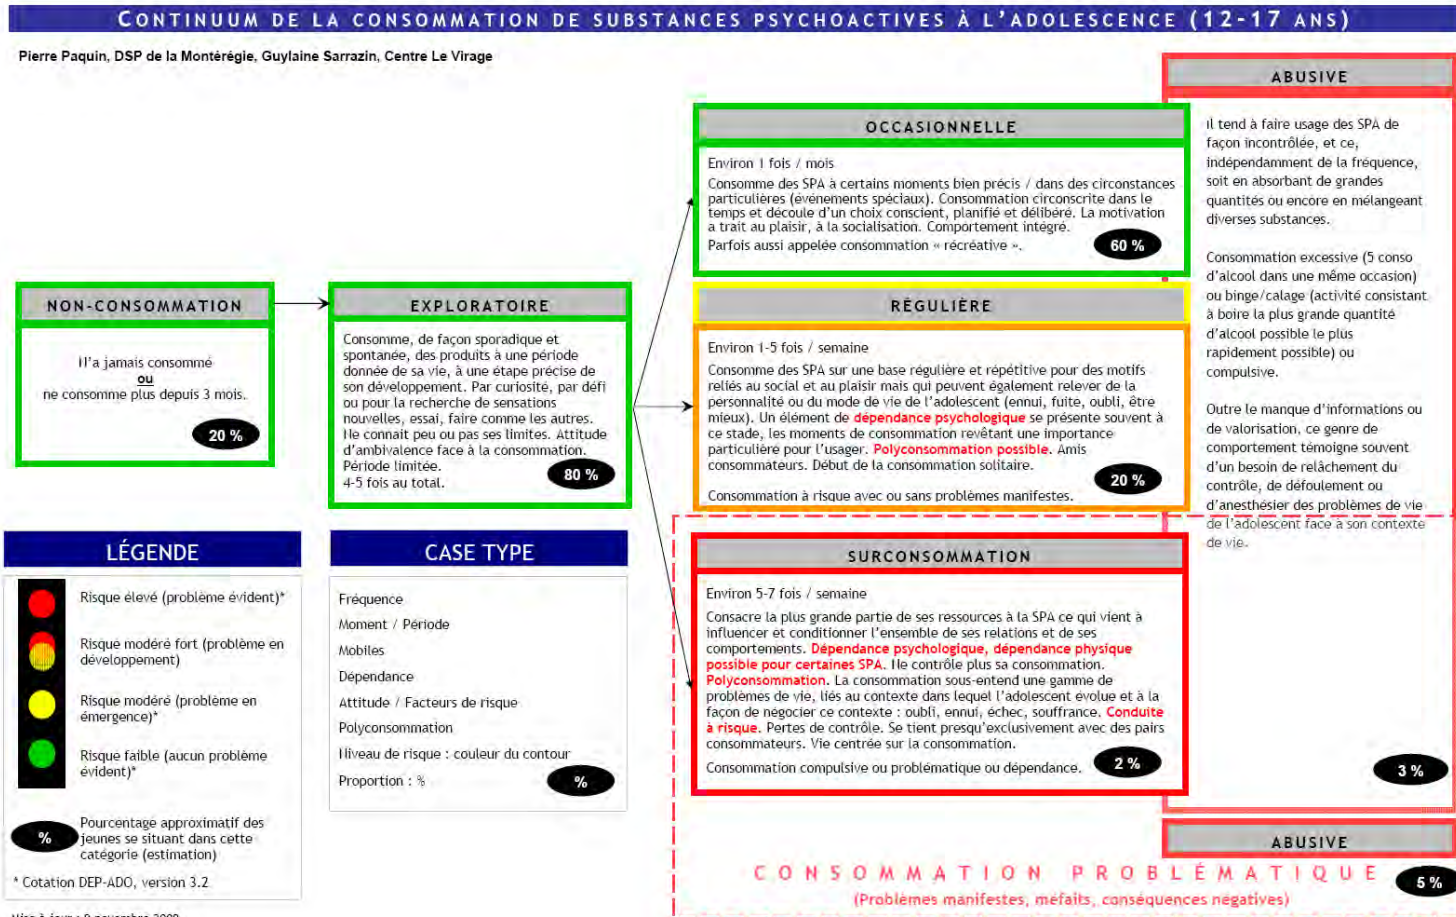 CONTINUUM DE LA CONSOMMATION DE SUBSTANCES PSYCHOACTIVES À L'ADOLESCENCE (12-17 ANS)
Pierre Paquin, DSP de la Montérégie, Guylaine Sarrazin, Centre Le Virage
NON-CONSOMMATION
N'a jamais consommé
ou
ne consomme plus depuis 3 mois.
20 %
EXPLORATOIRE
Consomme, de façon sporadique et
spontanée, des produits à une période
donnée de sa vie, à une étape précise de
son développement. Par curiosité, par défi
ou pour la recherche de sensations
nouvelles, essai, faire comme les autres.
Ne connait peu ou pas ses limites. Attitude
d'ambivalence face à la consommation.
Période limitée.
4-5 fois au total.
80 %
OCCASIONNELLE
Environ 1 fois / mois
Consomme des SPA à certains moments bien précis / dans des circonstances
particulières (événements spéciaux). Consommation circonscrite dans le
temps et découle d'un choix conscient, planifié et délibéré. La motivation
a trait au plaisir, à la socialisation. Comportement intégré.
Parfois aussi appelée consommation « récréative ».
60 %
RÉGULIÈRE
Environ 1-5 fois / semaine
Consomme des SPA sur une base régulière et répétitive pour des motifs
reliés au social et au plaisir mais qui peuvent également relever de la
personnalité ou du mode de vie de l'adolescent (ennui, fuite, oubli, être
mieux). Un élément de dépendance psychologique se présente souvent à
ce stade, les moments de consommation revêtant une importance
particulière pour l'usager. Polyconsommation possible. Amis
consommateurs. Début de la consommation solitaire.
Consommation à risque avec ou sans problèmes manifestes.
20 %
SURCONSOMMATION
Environ 5-7 fois / semaine
Consacre la plus grande partie de ses ressources à la SPA ce qui vient à
influencer et conditionner l'ensemble de ses relations et de ses
comportements. Dépendance psychologique, dépendance physique
possible pour certaines SPA. Ne contrôle plus sa consommation.
Polyconsommation. La consommation sous-entend une gamme de
problèmes de vie, liés au contexte dans lequel l'adolescent évolue et à la
façon de négocier ce contexte : oubli, ennui, échec, souffrance. Conduite
à risque. Pertes de contrôle. Se tient presqu'exclusivement avec des pairs
consommateurs. Vie centrée sur la consommation.
Consommation compulsive ou problématique ou dépendance.
2 %
ABUSIVE
Il tend à faire usage des SPA de
façon incontrôlée, et ce,
indépendamment de la fréquence,
soit en absorbant de grandes
quantités ou encore en mélangeant
diverses substances.
Consommation excessive (5 conso
d'alcool dans une même occasion)
ou binge/calage (activité consistant
à boire la plus grande quantité
d'alcool possible le plus
rapidement possible) ou
compulsive.
Outre le manque d'informations ou
de valorisation, ce genre de
comportement témoigne souvent
d'un besoin de relâchement du
contrôle, de défoulement ou
d'anesthésier des problèmes de vie
de l'adolescent face à son contexte
de vie.
3 %
ABUSIVE
CONSOMMATION PROBLÉMATIQUE
(Problèmes manifestes, méfaits, conséquences négatives)
5 %
LÉGENDE
Risque élevé (problème évident)*
Risque modéré fort (problème en
développement)
Risque modéré (problème en
émergence)*
Risque faible (aucun problème
évident)*
%
Pourcentage approximatif des
jeunes se situant dans cette
catégorie (estimation)
* Cotation DEP-ADO, version 3.2
CASE TYPE
Fréquence
Moment / Période
Mobiles
Dépendance
Attitude / Facteurs de risque
Polyconsommation
Niveau de risque : couleur du contour
Proportion : %
%